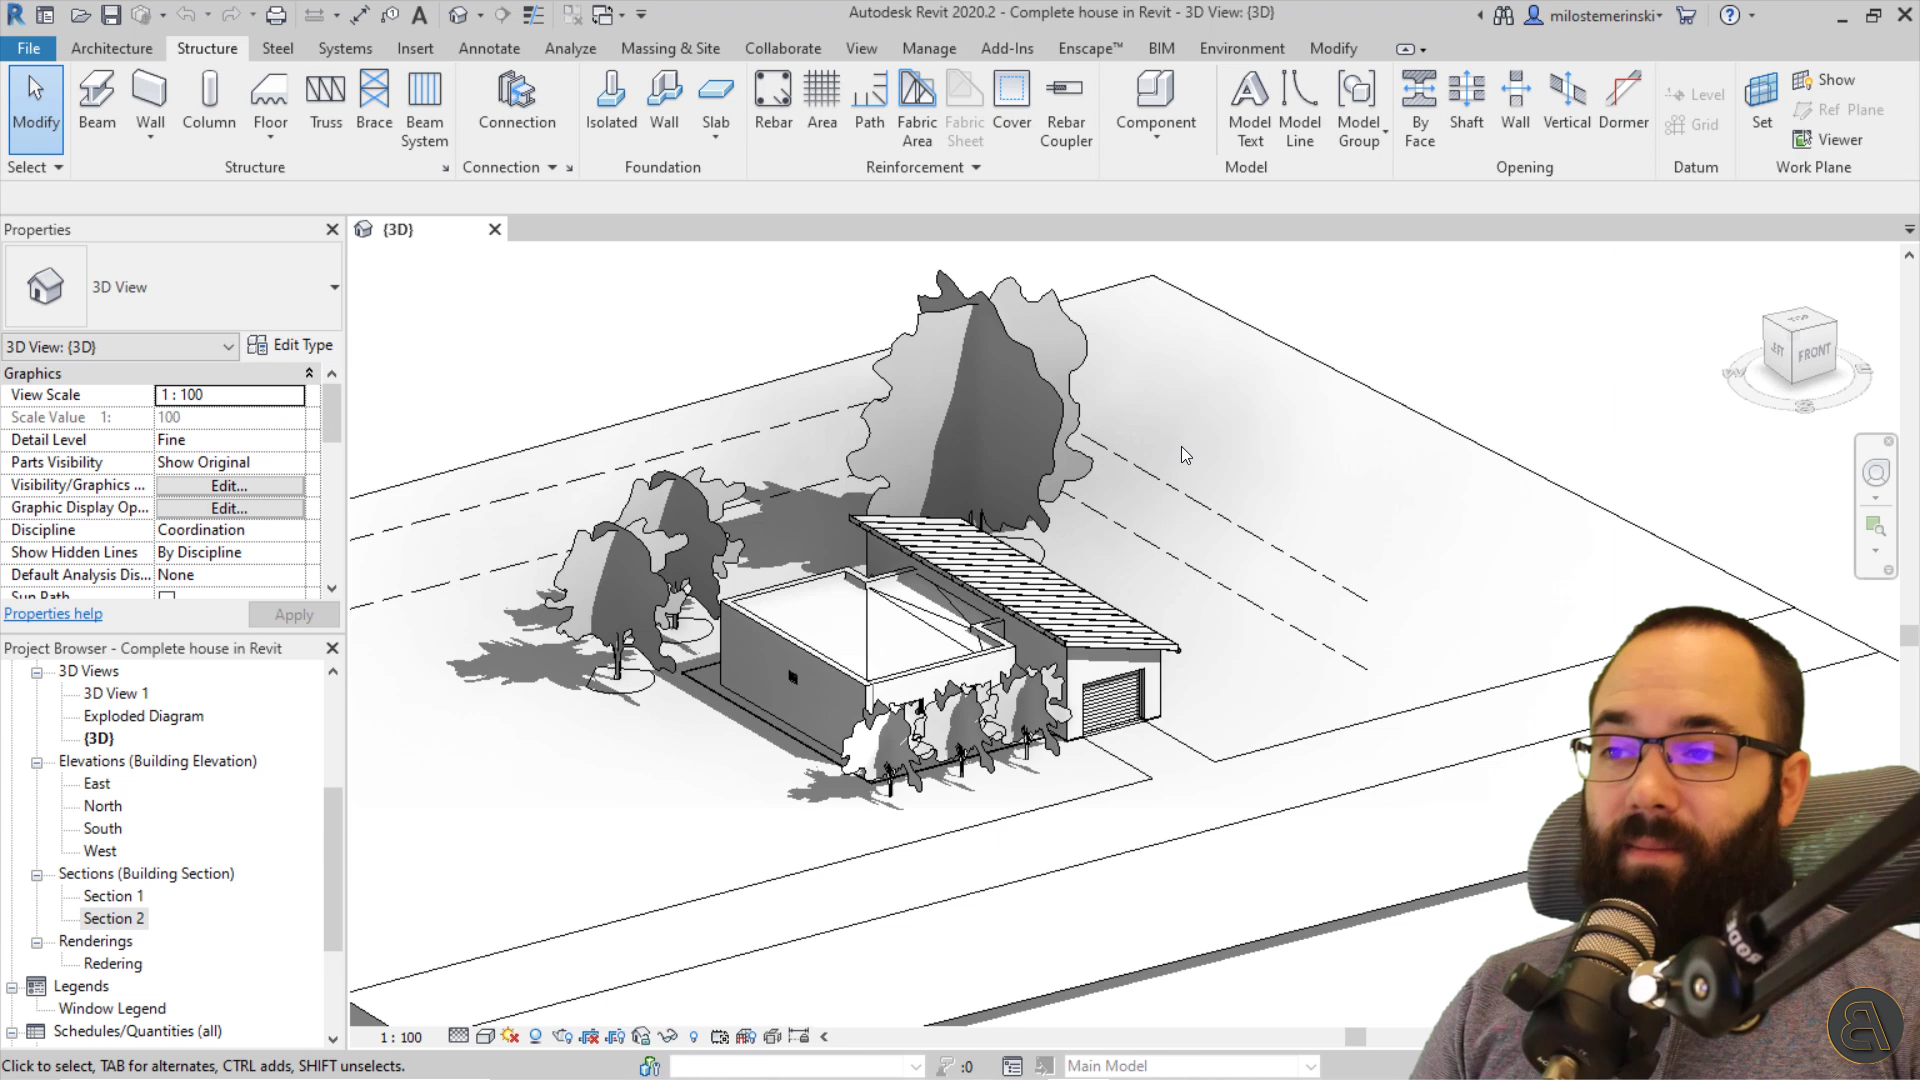 Autodesk Revit 2020.2 - Complete house in Revit - 3D View: {3D}
milostemerinski
File Architecture Structure Steel Systems Insert Annotate Analyze Massing & Site Collaborate View Manage Add-Ins Enscape™ BIM Environment Modify
Modify
Beam
Wall
Column
Floor
Truss
Brace
Beam System
Connection
Isolated
Wall
Slab
Rebar
Area
Path
Fabric Area
Fabric Sheet
Cover
Rebar Coupler
Component
Model Text
Model Line
Model Group
By Face
Shaft
Wall
Vertical
Dormer
Level
Grid
Set
Show
Ref Plane
Viewer
Select
Structure
Connection
Foundation
Reinforcement
Model
Opening
Datum
Work Plane
Properties
{3D}
3D View
3D View: {3D}
Edit Type
Graphics
View Scale 1 : 100
Scale Value 1: 100
Detail Level Fine
Parts Visibility Show Original
Visibility/Graphics ... Edit...
Graphic Display Op... Edit...
Discipline Coordination
Show Hidden Lines By Discipline
Default Analysis Dis... None
Sun Path
Properties help
Apply
Project Browser - Complete house in Revit
3D Views
3D View 1
Exploded Diagram
{3D}
Elevations (Building Elevation)
East
North
South
West
Sections (Building Section)
Section 1
Section 2
Renderings
Redering
Legends
Window Legend
Schedules/Quantities (all)
TOP
FRONT
1 : 100
Click to select, TAB for alternates, CTRL adds, SHIFT unselects.
:0
Main Model
RODE